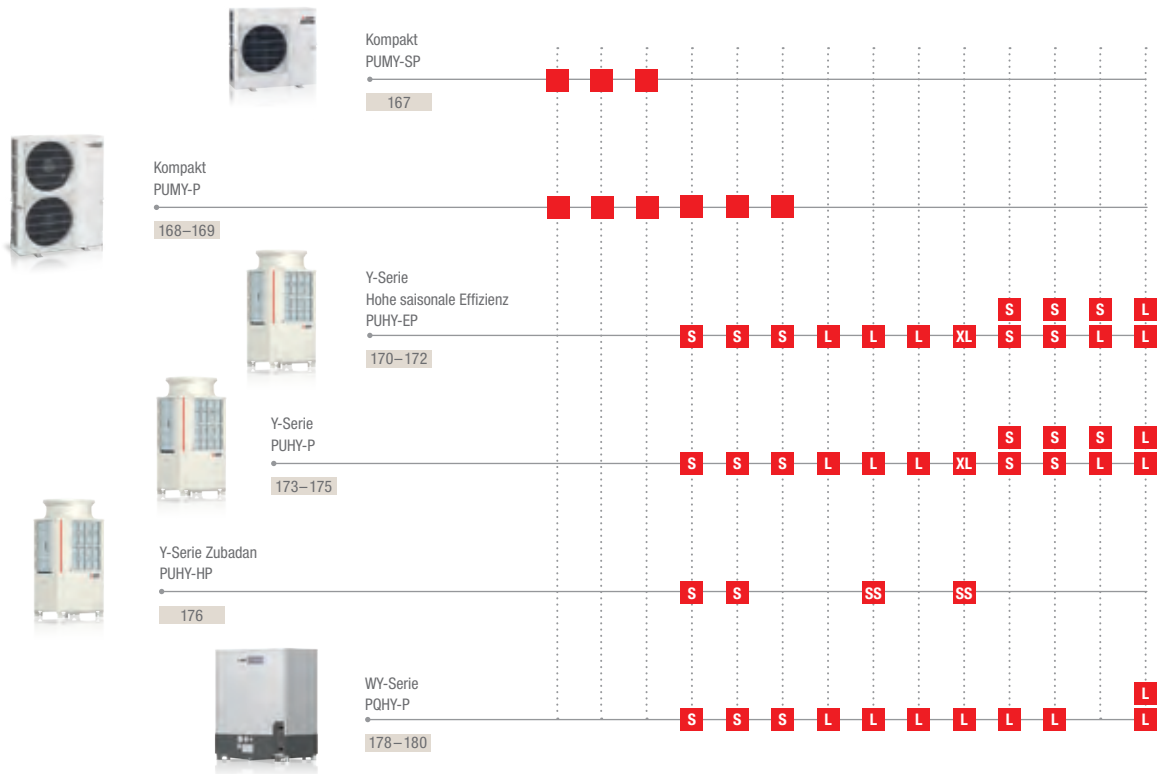 Kompakt
PUMY-SP
167
Kompakt
PUMY-P
168–169
Y-Serie
Hohe saisonale Effizienz
PUHY-EP
S S S L
S S S L L L XL S S L L
170–172
Y-Serie
PUHY-P
S S S L
S S S L L L XL S S L L
173–175
Y-Serie Zubadan
PUHY-HP
S S SS SS
176
WY-Serie
PQHY-P
L
S S S L L L L L L L
178–180